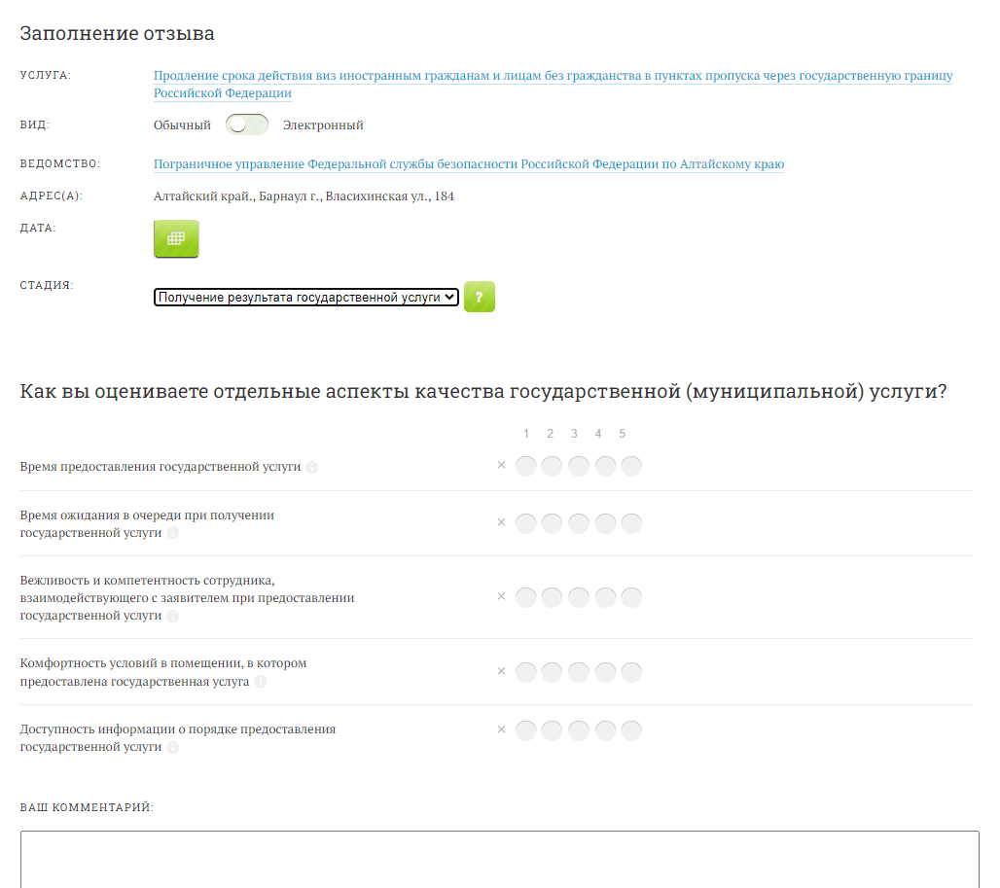 Заполнение отзыва
УСЛУГА:
Продление срока действия виз иностранным гражданам и лицам без гражданства в пунктах пропуска через государственную границу
Российской Федерации
ВИД:
Обычный Электронный
ВЕДОМСТВО:
Пограничное управление Федеральной службы безопасности Российской Федерации по Алтайскому краю
АДРЕС(А):
Алтайский край., Барнаул г., Власихинская ул., 184
ДАТА:
СТАДИЯ:
Получение результата государственной услуги ?
Как вы оцениваете отдельные аспекты качества государственной (муниципальной) услуги?
1 2 3 4 5
Время предоставления государственной услуги i
×
Время ожидания в очереди при получении
государственной услуги i
×
Вежливость и компетентность сотрудника,
взаимодействующего с заявителем при предоставлении
государственной услуги i
×
Комфортность условий в помещении, в котором
предоставлена государственная услуга i
×
Доступность информации о порядке предоставления
государственной услуги i
×
ВАШ КОММЕНТАРИЙ: